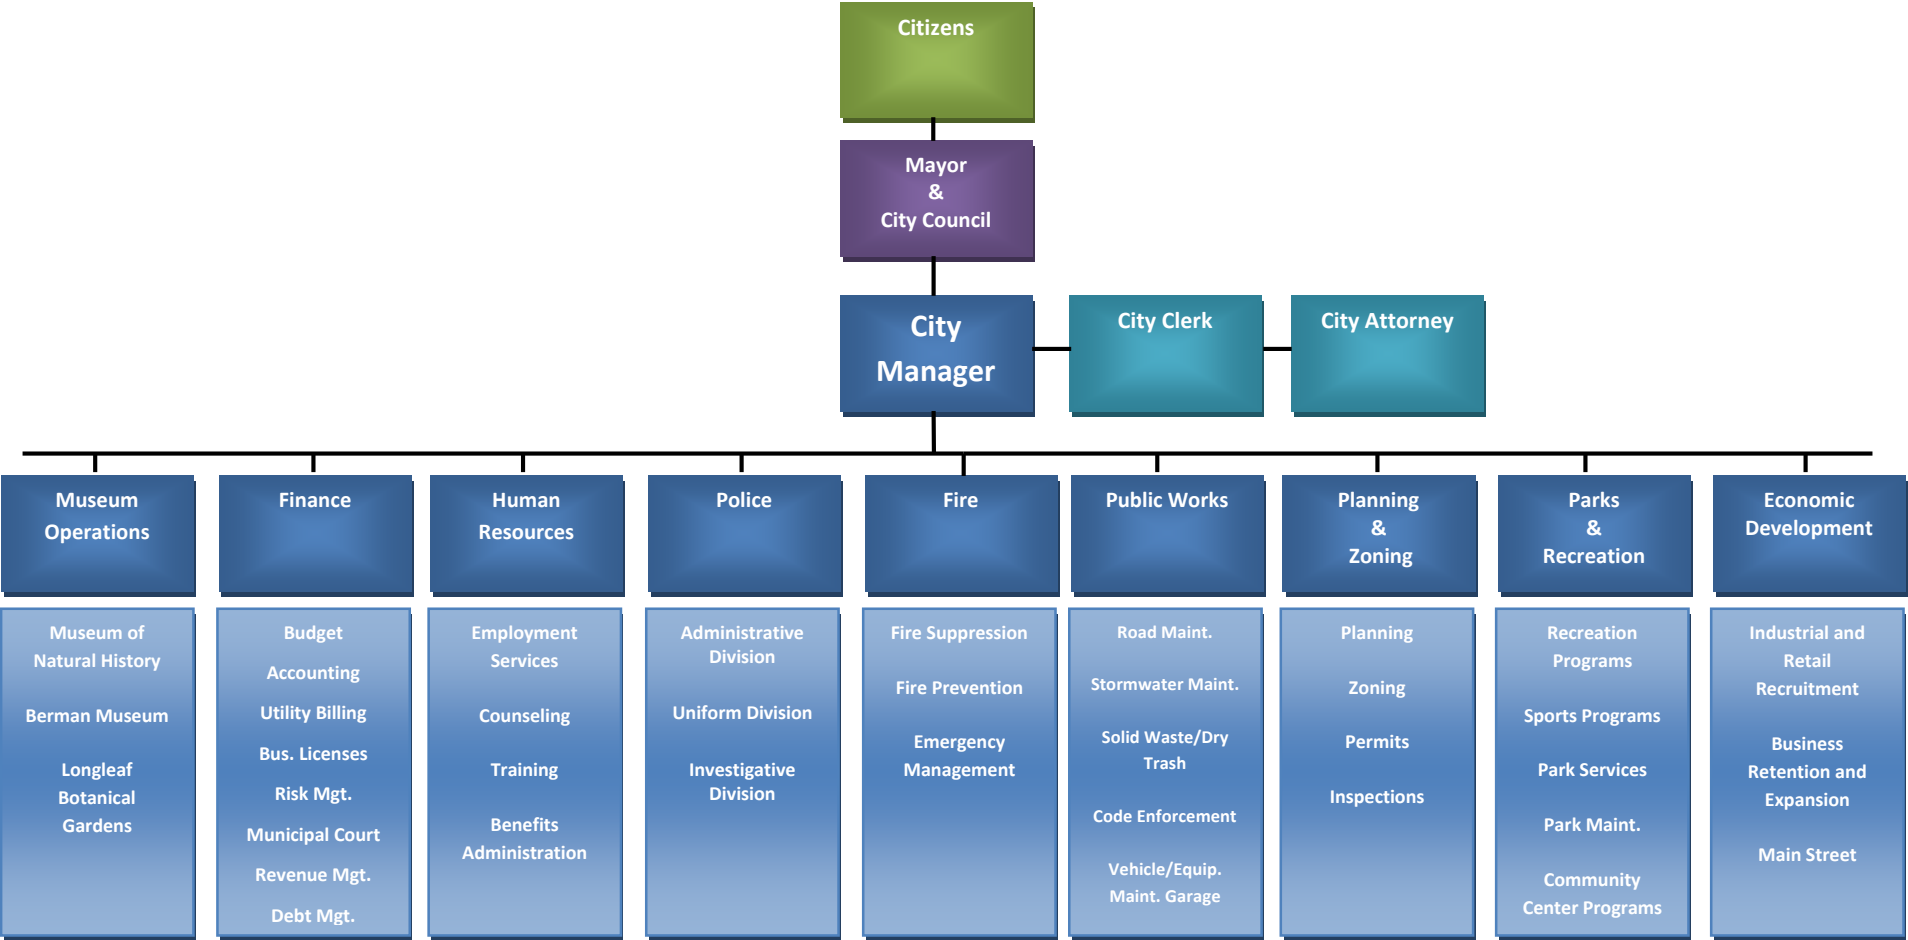 Citizens
Mayor
&
City Council
City
Manager
City Clerk
City Attorney
Museum
Operations
Finance
Human
Resources
Police
Fire
Public Works
Planning
&
Zoning
Parks
&
Recreation
Economic
Development
Museum of
Natural History
Berman Museum
Longleaf
Botanical
Gardens
Budget
Accounting
Utility Billing
Bus. Licenses
Risk Mgt.
Municipal Court
Revenue Mgt.
Debt Mgt.
Employment
Services
Counseling
Training
Benefits
Administration
Administrative
Division
Uniform Division
Investigative
Division
Fire Suppression
Fire Prevention
Emergency
Management
Road Maint.
Stormwater Maint.
Solid Waste/Dry
Trash
Code Enforcement
Vehicle/Equip.
Maint. Garage
Planning
Zoning
Permits
Inspections
Recreation
Programs
Sports Programs
Park Services
Park Maint.
Community
Center Programs
Industrial and
Retail
Recruitment
Business
Retention and
Expansion
Main Street